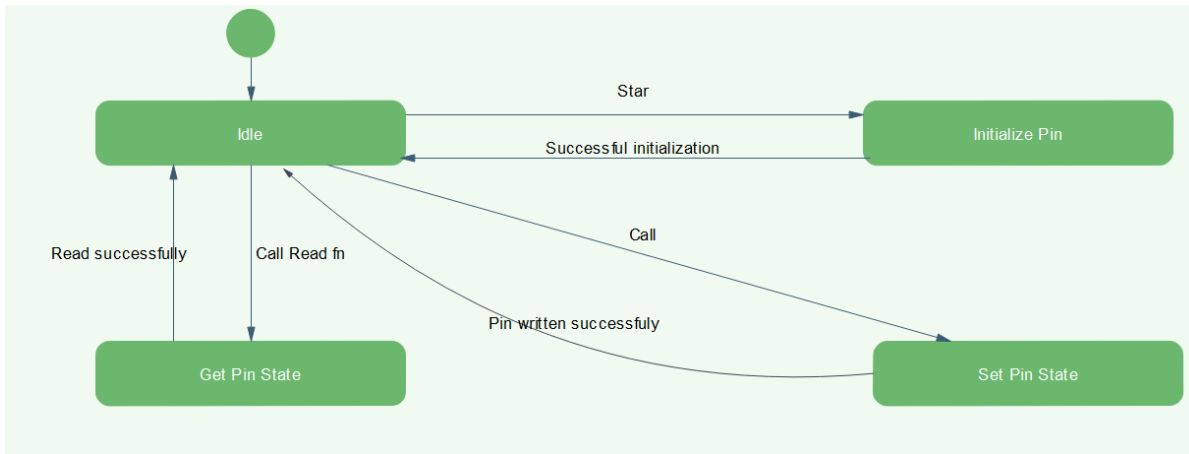 Star
Idle
Initialize Pin
Successful initialization
Call
Read successfully
Call Read fn
Pin written successfuly
Get Pin State
Set Pin State